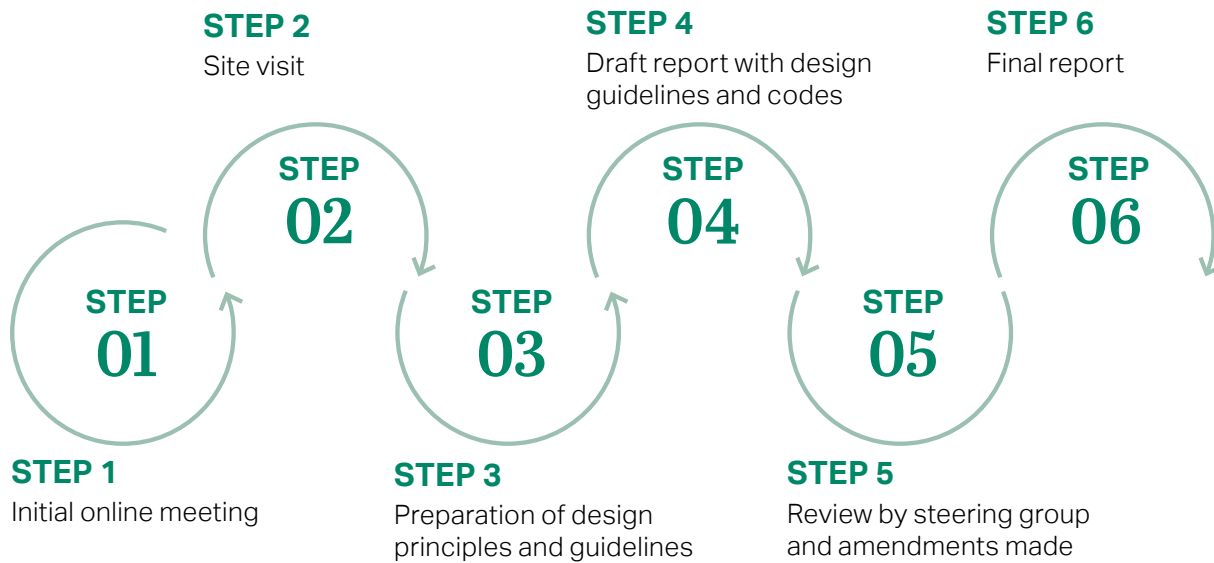 STEP 2
Site visit
STEP 4
Draft report with design
guidelines and codes
STEP 6
Final report
STEP
02
STEP
04
STEP
06
STEP
01
STEP
03
STEP
05
STEP 1
Initial online meeting
STEP 3
Preparation of design
principles and guidelines
STEP 5
Review by steering group
and amendments made